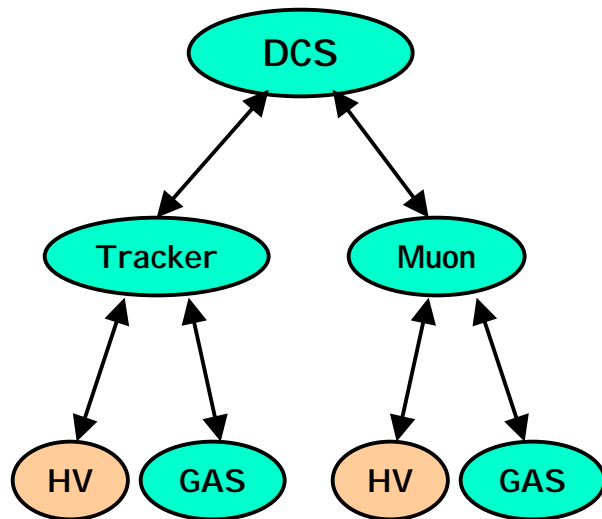 DCS
Tracker
Muon
HV
GAS
HV
GAS